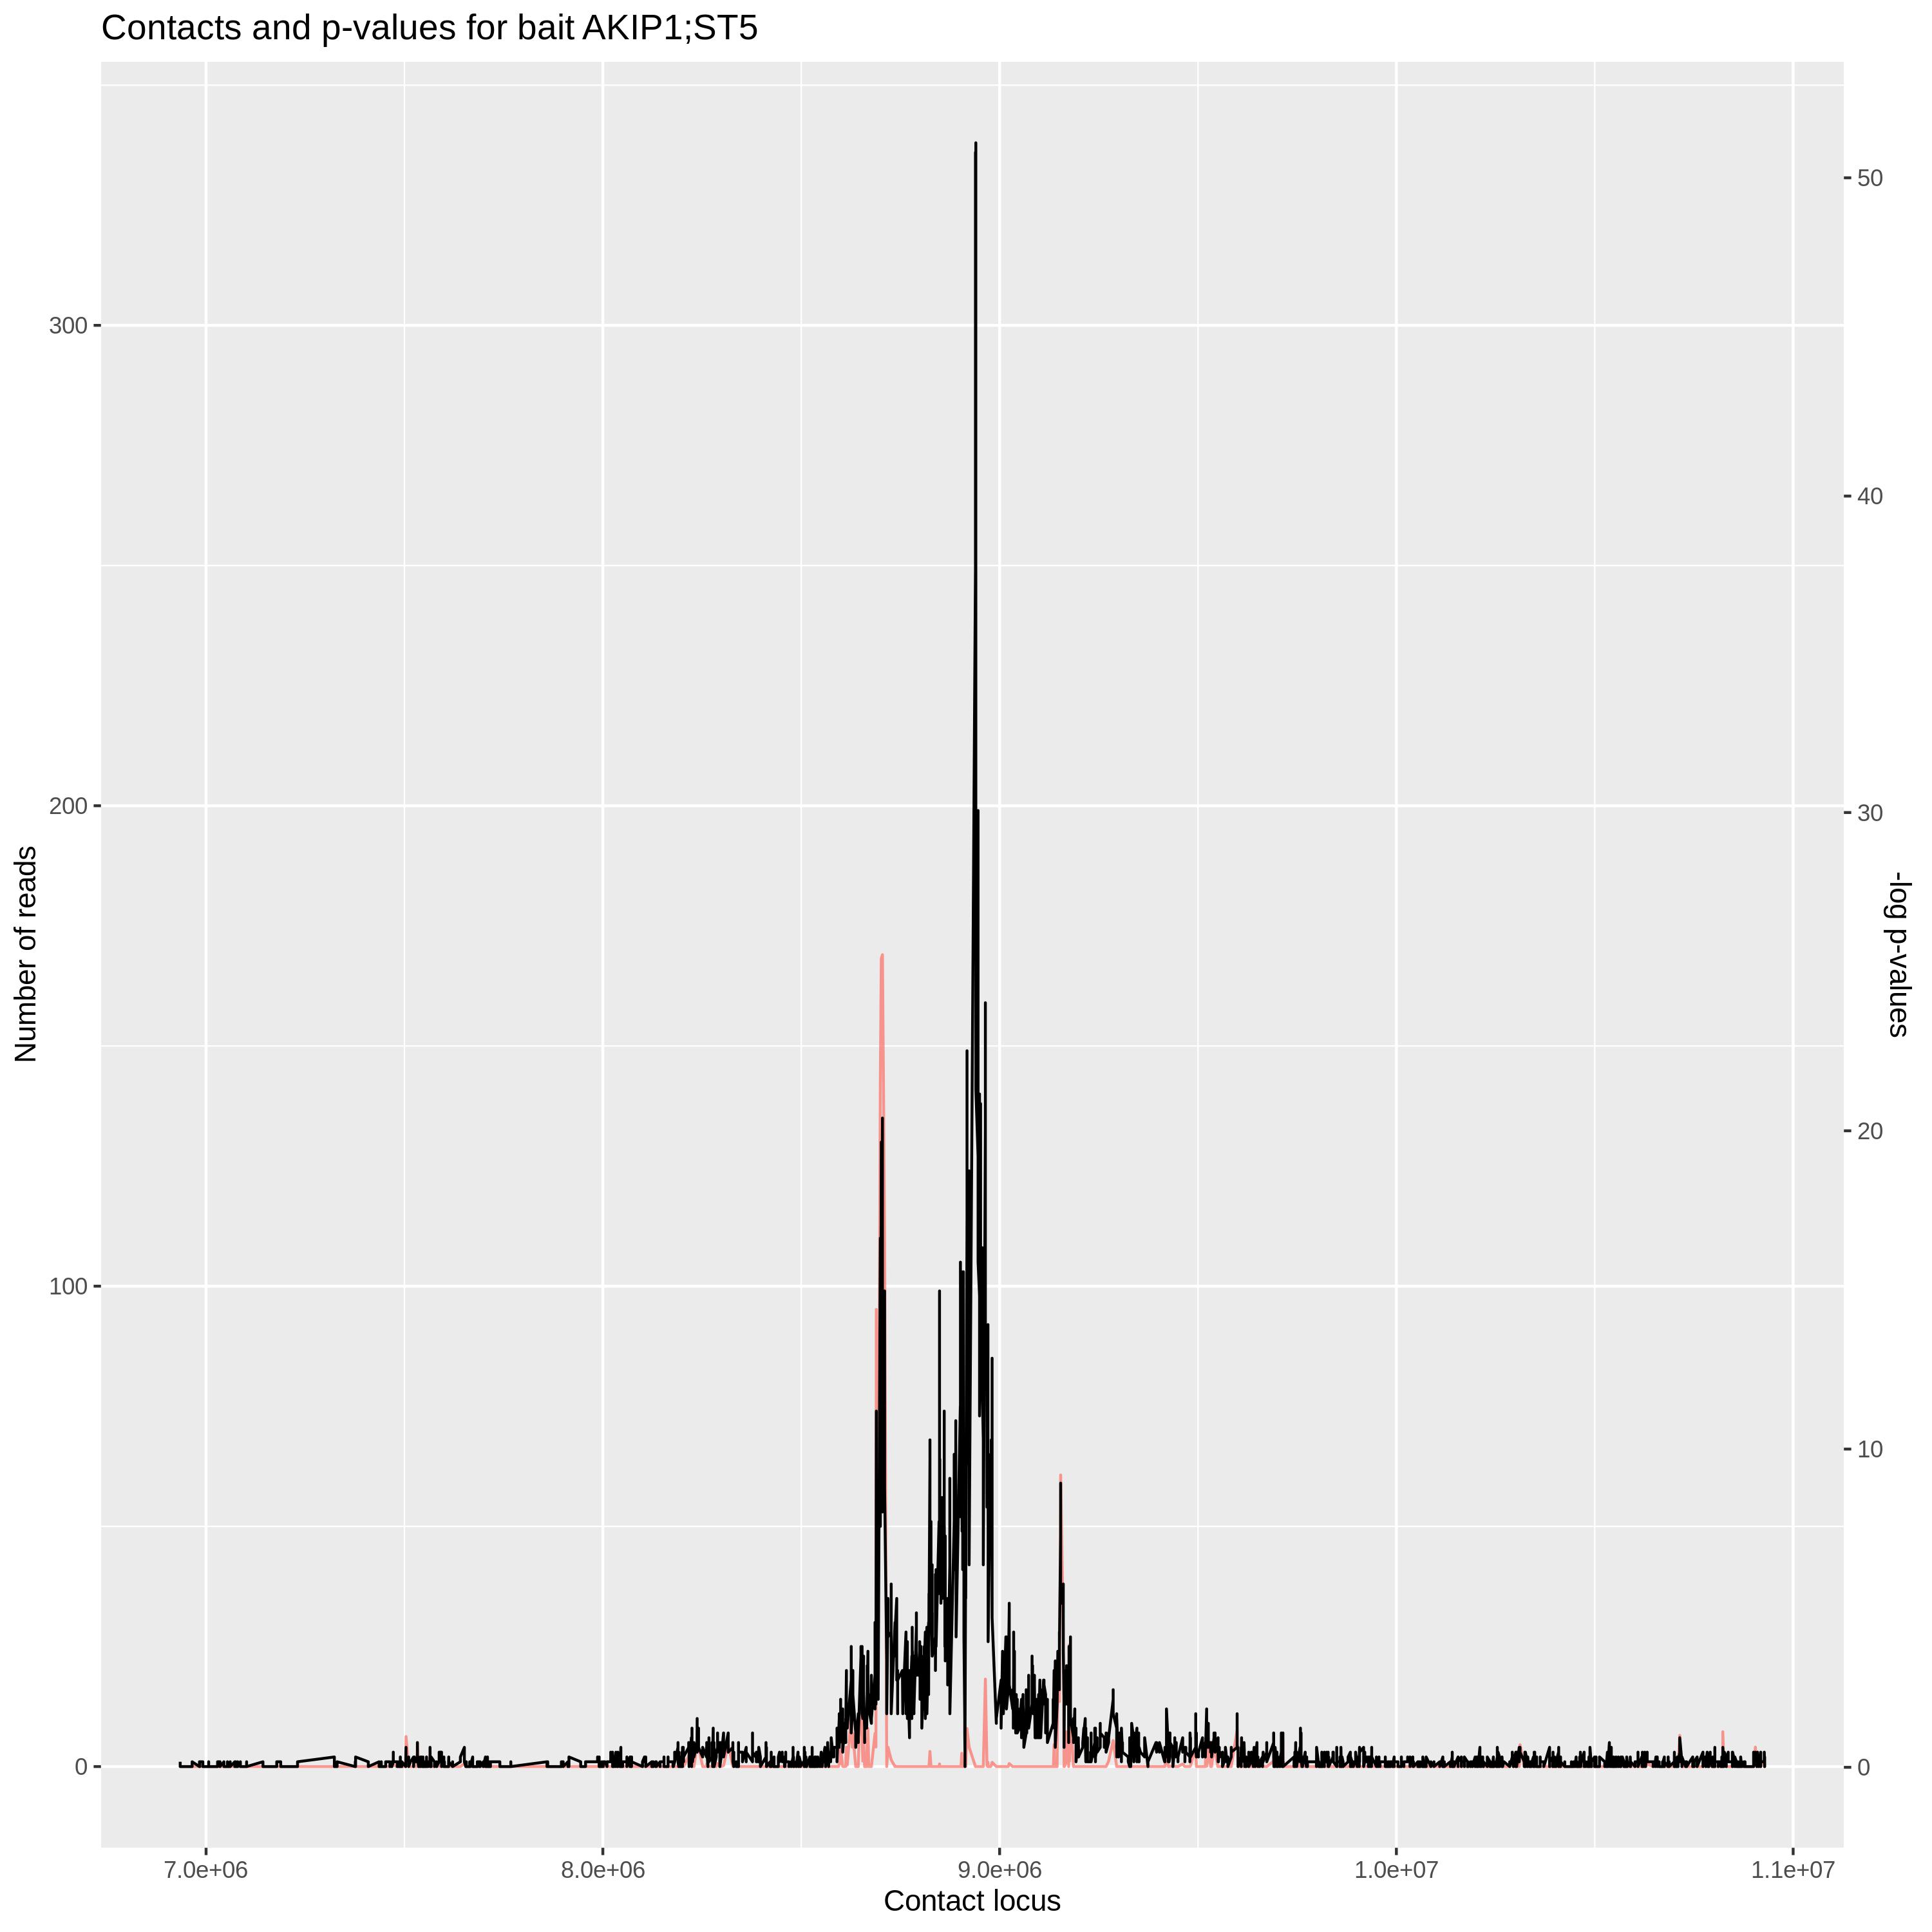 Contacts and p-values for bait AKIP1;ST5
Number of reads
300
200
100
0
50
40
30
20
10
0
-log p-values
7.0e+06
8.0e+06
9.0e+06
1.0e+07
1.1e+07
Contact locus